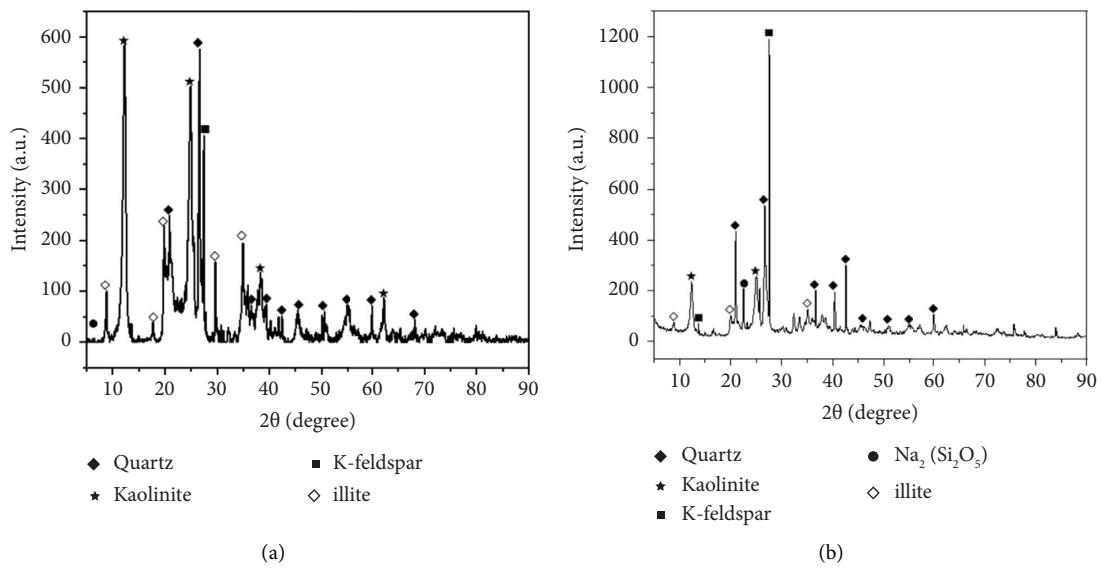 600
500
400
300
200
100
0
Intensity (a.u.)
10 20 30 40 50 60 70 80 90
2θ (degree)
◆ Quartz ■ K-feldspar
★ Kaolinite ◇ illite
(a)
1200
1000
800
600
400
200
0
Intensity (a.u.)
10 20 30 40 50 60 70 80 90
2θ (degree)
◆ Quartz ● Na₂ (Si₂O₅)
★ Kaolinite ◇ illite
■ K-feldspar
(b)